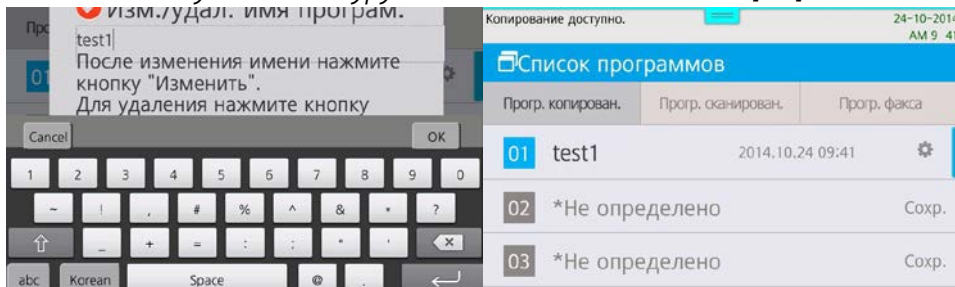 Изм./удал. имя програм.
test1
После изменения имени нажмите
кнопку "Изменить".
Для удаления нажмите кнопку
01
Cancel
OK
1 2 3 4 5 6 7 8 9 0
~ ! , # % ^ & * ?
_ + = : ; " '
abc Korean Space @ .
Копирование доступно.
24-10-2014
AM 9 41
Список программов
Прогр. копирован. Прогр. сканирован. Прогр. факса
01 test1 2014.10.24 09:41
02 *Не определено Сохр.
03 *Не определено Сохр.